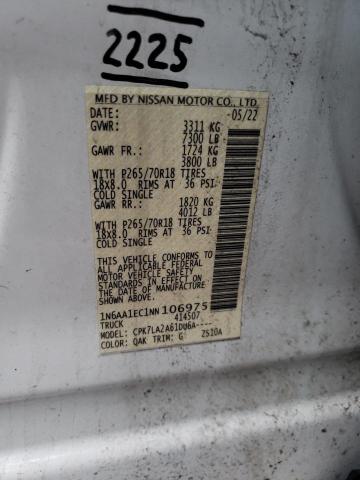 2225
MFD BY NISSAN MOTOR CO., LTD.
DATE: -05/22
GVWR: 3311 KG
7300 LB
GAWR FR.: 1724 KG
3800 LB
WITH P265/70R18 TIRES
18x8.0 RIMS AT 36 PSI
COLD SINGLE
GAWR RR.: 1820 KG
4012 LB
WITH P265/70R18 TIRES
18x8.0 RIMS AT 36 PSI
COLD SINGLE
THIS VEHICLE CONFORMS TO
ALL APPLICABLE FEDERAL
MOTOR VEHICLE SAFETY
STANDARDS IN EFFECT ON
THE DATE OF MANUFACTURE
SHOWN ABOVE
1N6AA1EC1NN106975
TRUCK 414507
MODEL: CPK7LA2A61DU6A----
COLOR: QAK TRIM: G ZS10A